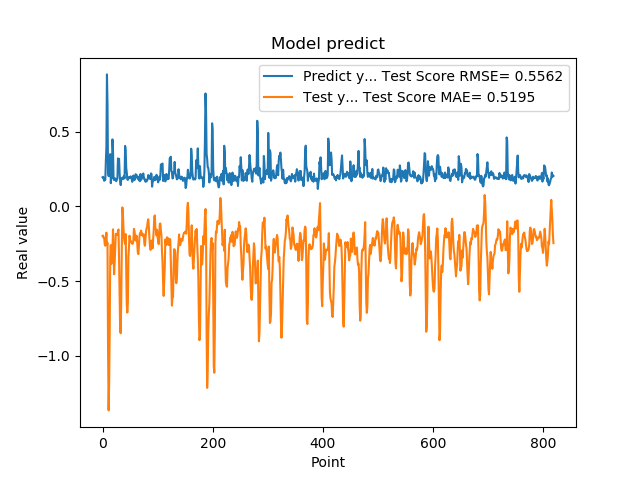 Model predict
Predict y... Test Score RMSE= 0.5562
Test y... Test Score MAE= 0.5195
Real value
0.5
0.0
−0.5
−1.0
0 200 400 600 800
Point